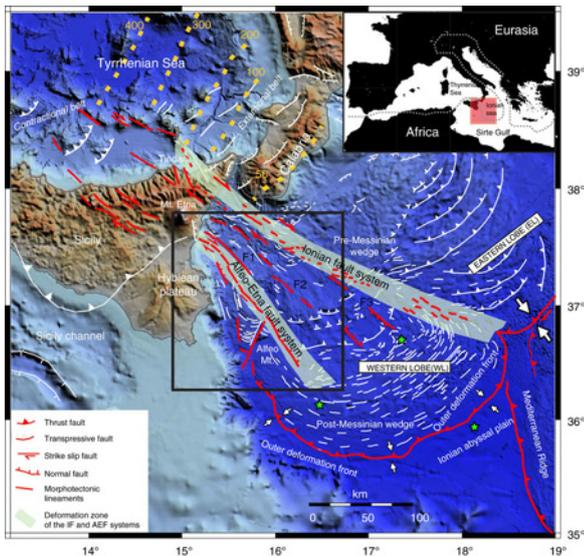 400
300
200
100
50
Tyrrhenian Sea
Contractional belt
Extensional belt
Calabria
Tindari
Mt. Etna
Sicily
Hyblean
plateau
Sicily channel
F1
F2
F3
Alfeo-Etna fault system
Ionian fault system
Alfeo
Mt.
Pre-Messinian
wedge
EASTERN LOBE (EL)
WESTERN LOBE(WL)
Post-Messinian wedge
Outer deformation front
Outer deformation front
Ionian abyssal plain
Mediterranean Ridge
Eurasia
Thyrrenian
Sea
Ionian
sea
Africa
Sirte Gulf
Thrust fault
Transpressive fault
Strike slip fault
Normal fault
Morphotectonic
lineaments
Deformation zone
of the IF and AEF systems
km
0 50 100
39°
38°
37°
36°
35°
14° 15° 16° 17° 18° 19°